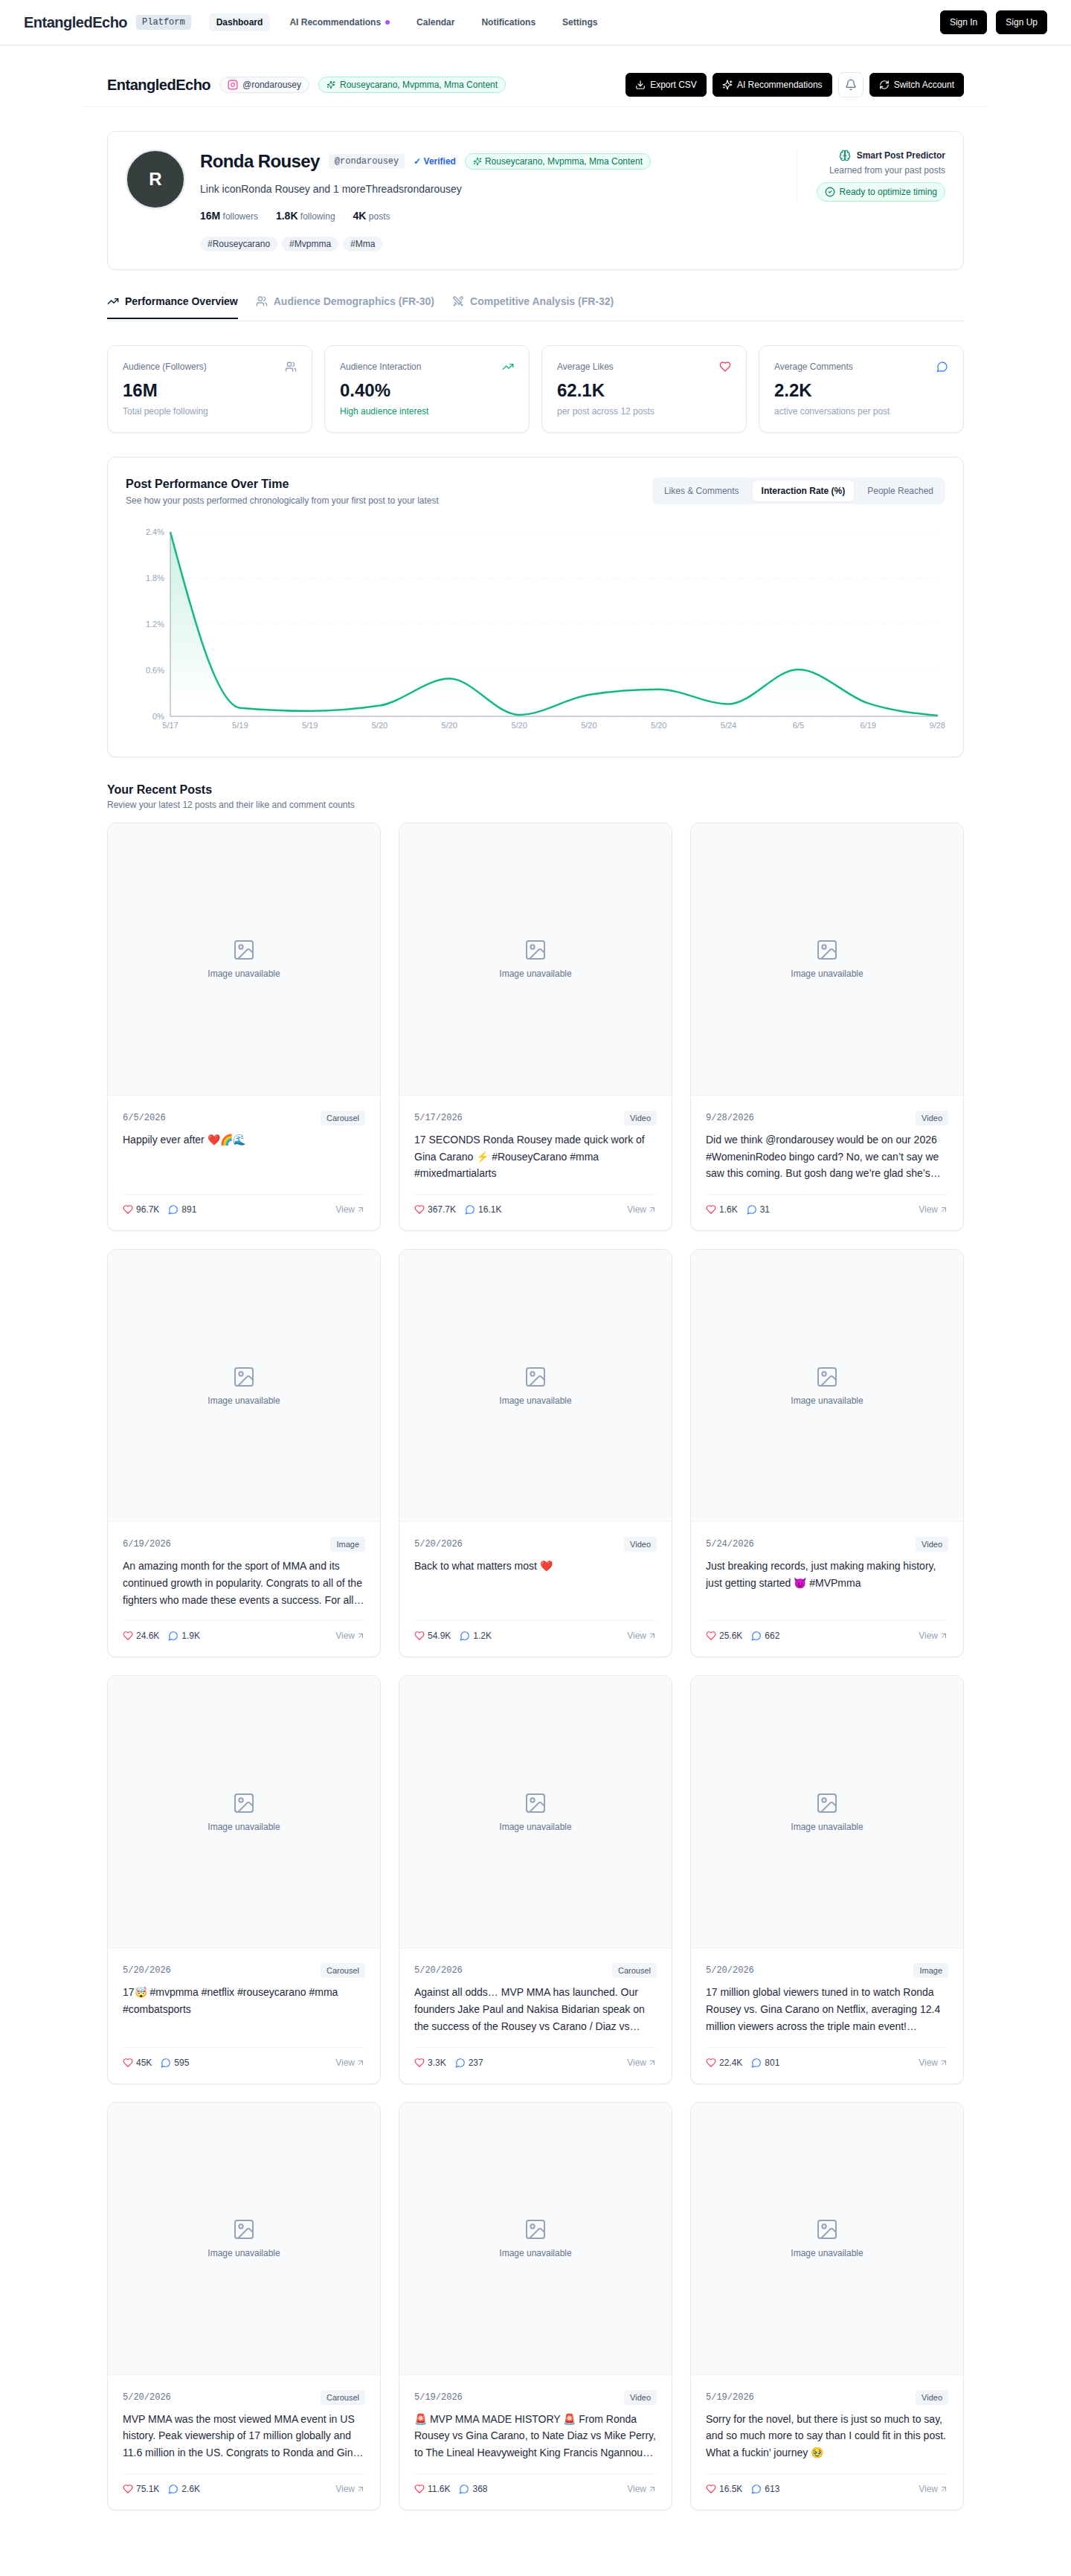 EntangledEcho Platform Dashboard AI Recommendations Calendar Notifications Settings Sign In Sign Up
EntangledEcho @rondarousey Rouseycarano, Mvpmma, Mma Content Export CSV AI Recommendations Switch Account
R
Ronda Rousey @rondarousey ✓ Verified Rouseycarano, Mvpmma, Mma Content
Link iconRonda Rousey and 1 moreThreadsrondarousey
16M followers 1.8K following 4K posts
#Rouseycarano #Mvpmma #Mma
Smart Post Predictor
Learned from your past posts
Ready to optimize timing
Performance Overview Audience Demographics (FR-30) Competitive Analysis (FR-32)
Audience (Followers)
16M
Total people following
Audience Interaction
0.40%
High audience interest
Average Likes
62.1K
per post across 12 posts
Average Comments
2.2K
active conversations per post
Post Performance Over Time
See how your posts performed chronologically from your first post to your latest
Likes & Comments Interaction Rate (%) People Reached
2.4%
1.8%
1.2%
0.6%
0%
5/17 5/19 5/19 5/20 5/20 5/20 5/20 5/20 5/24 6/5 6/19 9/28
Your Recent Posts
Review your latest 12 posts and their like and comment counts
Image unavailable
6/5/2026 Carousel
Happily ever after ❤️🌈🌊
96.7K 891 View
Image unavailable
5/17/2026 Video
17 SECONDS Ronda Rousey made quick work of
Gina Carano ⚡ #RouseyCarano #mma
#mixedmartialarts
367.7K 16.1K View
Image unavailable
9/28/2026 Video
Did we think @rondarousey would be on our 2026
#WomeninRodeo bingo card? No, we can’t say we
saw this coming. But gosh dang we’re glad she’s…
1.6K 31 View
Image unavailable
6/19/2026 Image
An amazing month for the sport of MMA and its
continued growth in popularity. Congrats to all of the
fighters who made these events a success. For all…
24.6K 1.9K View
Image unavailable
5/20/2026 Video
Back to what matters most ❤️
54.9K 1.2K View
Image unavailable
5/24/2026 Video
Just breaking records, just making making history,
just getting started 😈 #MVPmma
25.6K 662 View
Image unavailable
5/20/2026 Carousel
17🤯 #mvpmma #netflix #rouseycarano #mma
#combatsports
45K 595 View
Image unavailable
5/20/2026 Carousel
Against all odds… MVP MMA has launched. Our
founders Jake Paul and Nakisa Bidarian speak on
the success of the Rousey vs Carano / Diaz vs…
3.3K 237 View
Image unavailable
5/20/2026 Image
17 million global viewers tuned in to watch Ronda
Rousey vs. Gina Carano on Netflix, averaging 12.4
million viewers across the triple main event!…
22.4K 801 View
Image unavailable
5/20/2026 Carousel
MVP MMA was the most viewed MMA event in US
history. Peak viewership of 17 million globally and
11.6 million in the US. Congrats to Ronda and Gin…
75.1K 2.6K View
Image unavailable
5/19/2026 Video
🚨 MVP MMA MADE HISTORY 🚨 From Ronda
Rousey vs Gina Carano, to Nate Diaz vs Mike Perry,
to The Lineal Heavyweight King Francis Ngannou…
11.6K 368 View
Image unavailable
5/19/2026 Video
Sorry for the novel, but there is just so much to say,
and so much more to say than I could fit in this post.
What a fuckin’ journey 🥹
16.5K 613 View